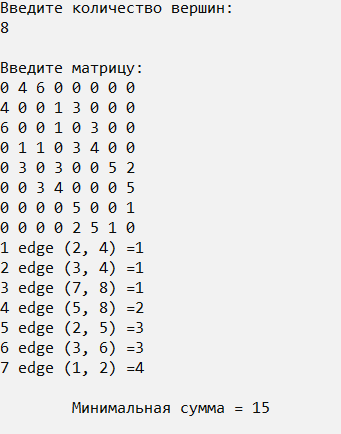 Введите количество вершин:
8
Введите матрицу:
0 4 6 0 0 0 0 0
4 0 0 1 3 0 0 0
6 0 0 1 0 3 0 0
0 1 1 0 3 4 0 0
0 3 0 3 0 0 5 2
0 0 3 4 0 0 0 5
0 0 0 0 5 0 0 1
0 0 0 0 2 5 1 0
1 edge (2, 4) =1
2 edge (3, 4) =1
3 edge (7, 8) =1
4 edge (5, 8) =2
5 edge (2, 5) =3
6 edge (3, 6) =3
7 edge (1, 2) =4
Минимальная сумма = 15